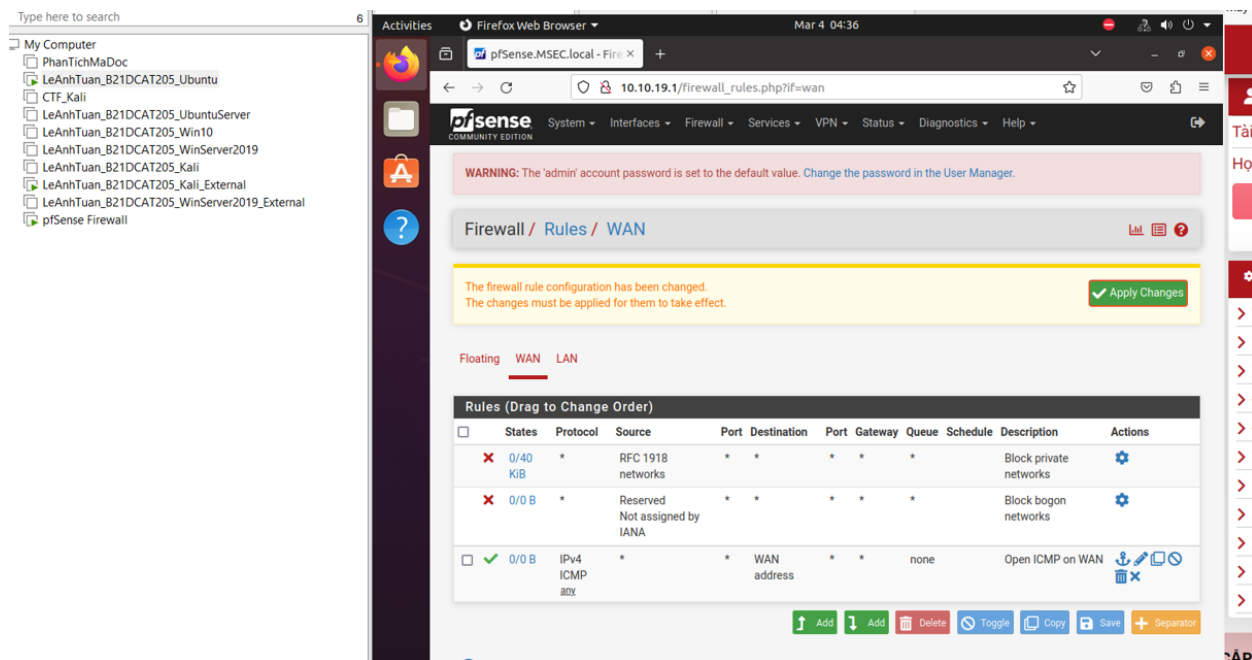 Type here to search
6
My Computer
PhanTichMaDoc
LeAnhTuan_B21DCAT205_Ubuntu
CTF_Kali
LeAnhTuan_B21DCAT205_UbuntuServer
LeAnhTuan_B21DCAT205_Win10
LeAnhTuan_B21DCAT205_WinServer2019
LeAnhTuan_B21DCAT205_Kali
LeAnhTuan_B21DCAT205_Kali_External
LeAnhTuan_B21DCAT205_WinServer2019_External
pfSense Firewall
Activities Firefox Web Browser Mar 4 04:36
pfSense.MSEC.local - Fire
10.10.19.1/firewall_rules.php?if=wan
pfsense System Interfaces Firewall Services VPN Status Diagnostics Help
COMMUNITY EDITION
WARNING: The 'admin' account password is set to the default value. Change the password in the User Manager.
Firewall / Rules / WAN
The firewall rule configuration has been changed.
The changes must be applied for them to take effect.
Apply Changes
Floating WAN LAN
Rules (Drag to Change Order)
States Protocol Source Port Destination Port Gateway Queue Schedule Description Actions
0/40 * RFC 1918 * * * * * Block private
KiB networks networks
0/0 B * Reserved * * * * * Block bogon
Not assigned by networks
IANA
0/0 B IPv4 * * WAN * * none Open ICMP on WAN
ICMP address
any
Add Add Delete Toggle Copy Save Separator
Tài
Họ